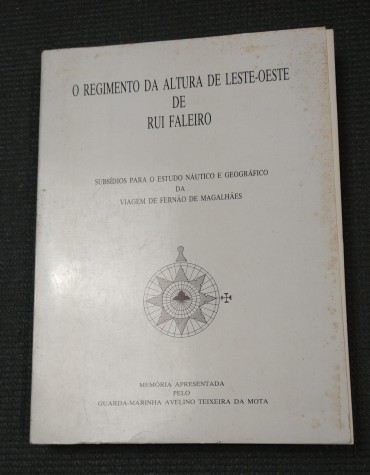 O REGIMENTO DA ALTURA DE LESTE-OESTE
DE
RUI FALEIRO
SUBSÍDIOS PARA O ESTUDO NÁUTICO E GEOGRÁFICO
DA
VIAGEM DE FERNÃO DE MAGALHÃES
MEMÓRIA APRESENTADA
PELO
GUARDA-MARINHA AVELINO TEIXEIRA DA MOTA